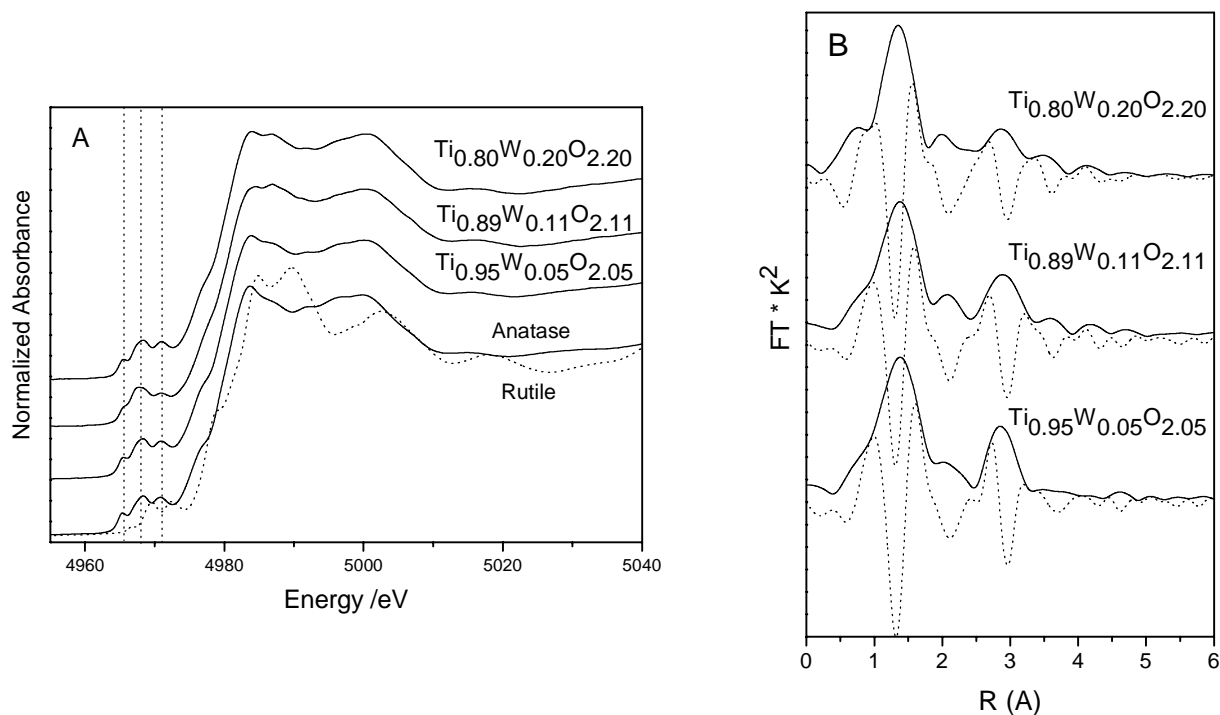 A
Ti0.80W0.20O2.20
Ti0.89W0.11O2.11
Ti0.95W0.05O2.05
Anatase
Rutile
Normalized Absorbance
4960 4980 5000 5020 5040
Energy /eV
B
Ti0.80W0.20O2.20
Ti0.89W0.11O2.11
Ti0.95W0.05O2.05
FT * K2
0 1 2 3 4 5 6
R (A)